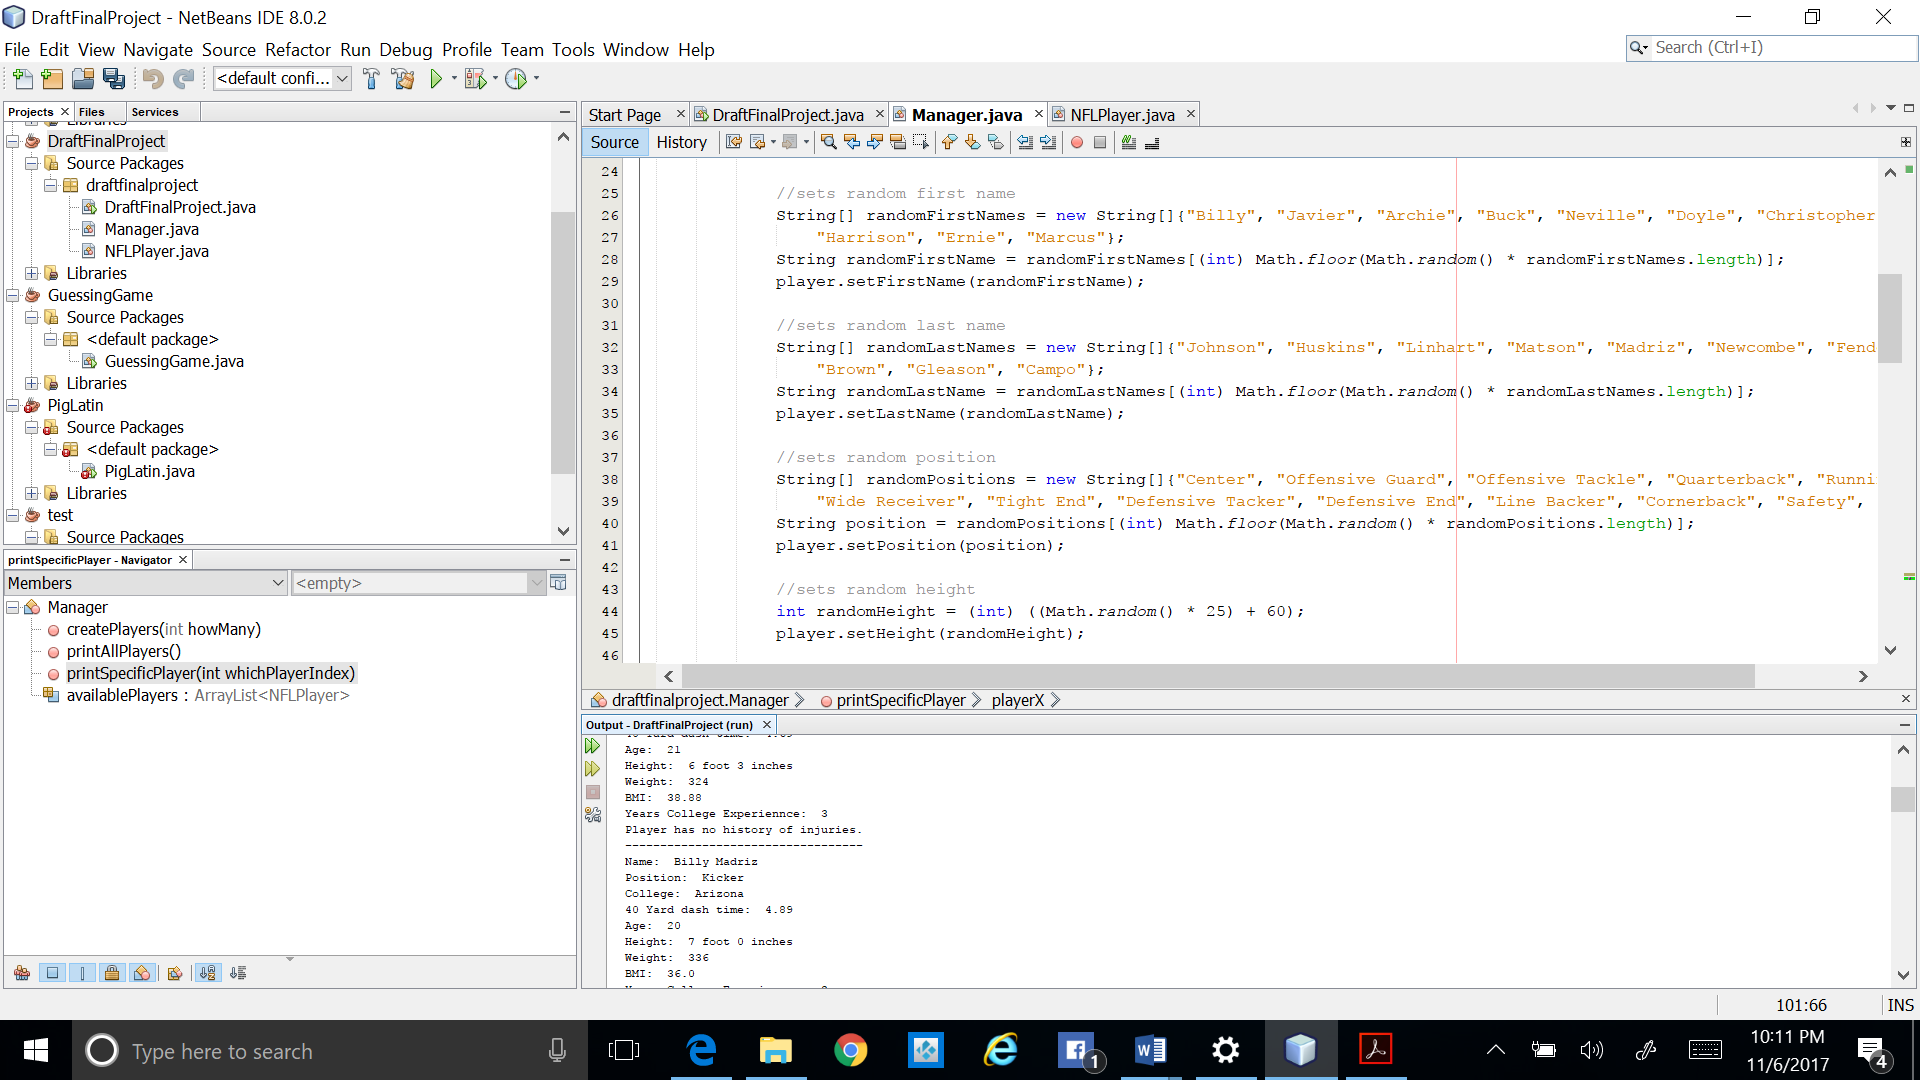 DraftFinalProject - NetBeans IDE 8.0.2
File Edit View Navigate Source Refactor Run Debug Profile Team Tools Window Help
Search (Ctrl+I)
<default confi...
Projects Files Services
Libraries
DraftFinalProject
Source Packages
draftfinalproject
DraftFinalProject.java
Manager.java
NFLPlayer.java
Libraries
GuessingGame
Source Packages
<default package>
GuessingGame.java
Libraries
PigLatin
Source Packages
<default package>
PigLatin.java
Libraries
test
Source Packages
printSpecificPlayer - Navigator
Members <empty>
Manager
createPlayers(int howMany)
printAllPlayers()
printSpecificPlayer(int whichPlayerIndex)
availablePlayers : ArrayList<NFLPlayer>
Start Page DraftFinalProject.java Manager.java NFLPlayer.java
Source History
24
25 //sets random first name
26 String[] randomFirstNames = new String[]{"Billy", "Javier", "Archie", "Buck", "Neville", "Doyle", "Christopher
27 "Harrison", "Ernie", "Marcus"};
28 String randomFirstName = randomFirstNames[(int) Math.floor(Math.random() * randomFirstNames.length)];
29 player.setFirstName(randomFirstName);
30
31 //sets random last name
32 String[] randomLastNames = new String[]{"Johnson", "Huskins", "Linhart", "Matson", "Madriz", "Newcombe", "Fend
33 "Brown", "Gleason", "Campo"};
34 String randomLastName = randomLastNames[(int) Math.floor(Math.random() * randomLastNames.length)];
35 player.setLastName(randomLastName);
36
37 //sets random position
38 String[] randomPositions = new String[]{"Center", "Offensive Guard", "Offensive Tackle", "Quarterback", "Runni
39 "Wide Receiver", "Tight End", "Defensive Tacker", "Defensive End", "Line Backer", "Cornerback", "Safety",
40 String position = randomPositions[(int) Math.floor(Math.random() * randomPositions.length)];
41 player.setPosition(position);
42
43 //sets random height
44 int randomHeight = (int) ((Math.random() * 25) + 60);
45 player.setHeight(randomHeight);
46
draftfinalproject.Manager printSpecificPlayer playerX
Output - DraftFinalProject (run)
40 Yard dash time: 4.89
Age: 21
Height: 6 foot 3 inches
Weight: 324
BMI: 38.88
Years College Experiennce: 3
Player has no history of injuries.
----------------------------------
Name: Billy Madriz
Position: Kicker
College: Arizona
40 Yard dash time: 4.89
Age: 20
Height: 7 foot 0 inches
Weight: 336
BMI: 36.0
101:66 INS
Type here to search
1
10:11 PM
11/6/2017
4